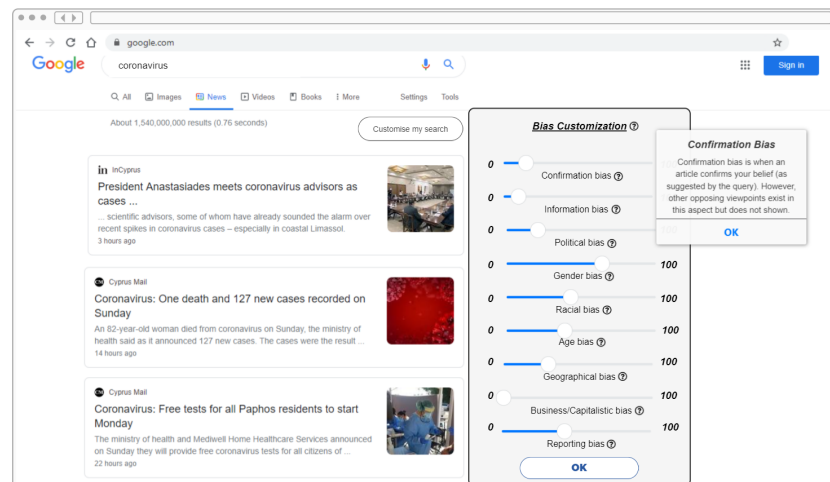 google.com
Google
coronavirus
Sign in
All Images News Videos Books More Settings Tools
About 1,540,000,000 results (0.76 seconds)
Customise my search
in InCyprus
President Anastasiades meets coronavirus advisors as
cases ...
... scientific advisors, some of whom have already sounded the alarm over
recent spikes in coronavirus cases – especially in coastal Limassol.
3 hours ago
Cyprus Mail
Coronavirus: One death and 127 new cases recorded on
Sunday
An 82-year-old woman died from coronavirus on Sunday, the ministry of
health said as it announced 127 new cases. The cases were the result ...
14 hours ago
Cyprus Mail
Coronavirus: Free tests for all Paphos residents to start
Monday
The ministry of health and Mediwell Home Healthcare Services announced
on Sunday they will provide free coronavirus tests for all citizens of ...
22 hours ago
Bias Customization ?
0
Confirmation bias ?
0
Information bias ?
0
Political bias ?
0 100
Gender bias ?
0 100
Racial bias ?
0 100
Age bias ?
0 100
Geographical bias ?
0 100
Business/Capitalistic bias ?
0 100
Reporting bias ?
OK
Confirmation Bias
Confirmation bias is when an
article confirms your belief (as
suggested by the query). However,
other opposing viewpoints exist in
this aspect but does not shown.
OK